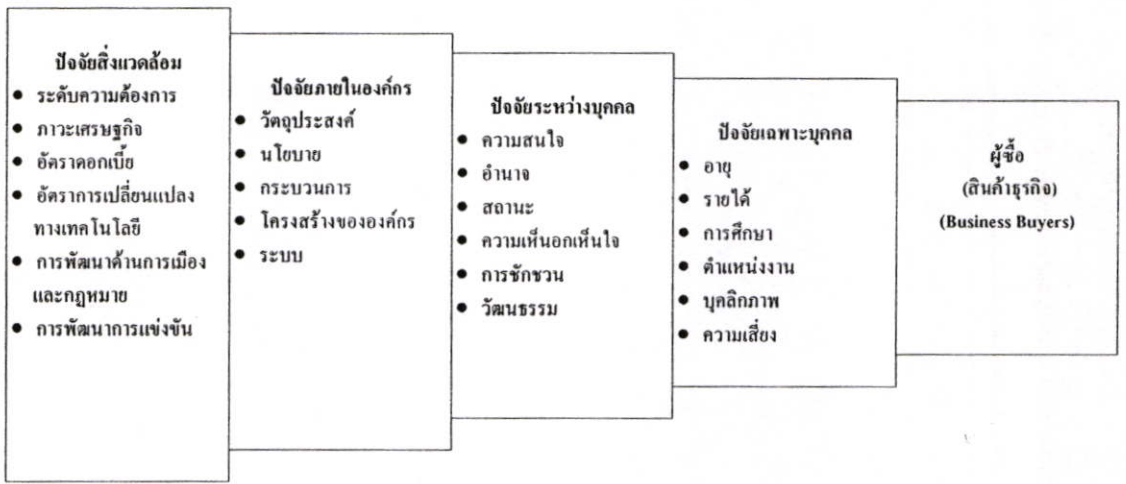 ปัจจัยสิ่งแวดล้อม
● ระดับความต้องการ
● ภาวะเศรษฐกิจ
● อัตราดอกเบี้ย
● อัตราการเปลี่ยนแปลง
ทางเทคโนโลยี
● การพัฒนาด้านการเมือง
และกฎหมาย
● การพัฒนาการแข่งขัน
ปัจจัยภายในองค์กร
● วัตถุประสงค์
● นโยบาย
● กระบวนการ
● โครงสร้างขององค์กร
● ระบบ
ปัจจัยระหว่างบุคคล
● ความสนใจ
● อำนาจ
● สถานะ
● ความเห็นอกเห็นใจ
● การชักชวน
● วัฒนธรรม
ปัจจัยเฉพาะบุคคล
● อายุ
● รายได้
● การศึกษา
● ตำแหน่งงาน
● บุคลิกภาพ
● ความเสี่ยง
ผู้ซื้อ
(สินค้าธุรกิจ)
(Business Buyers)